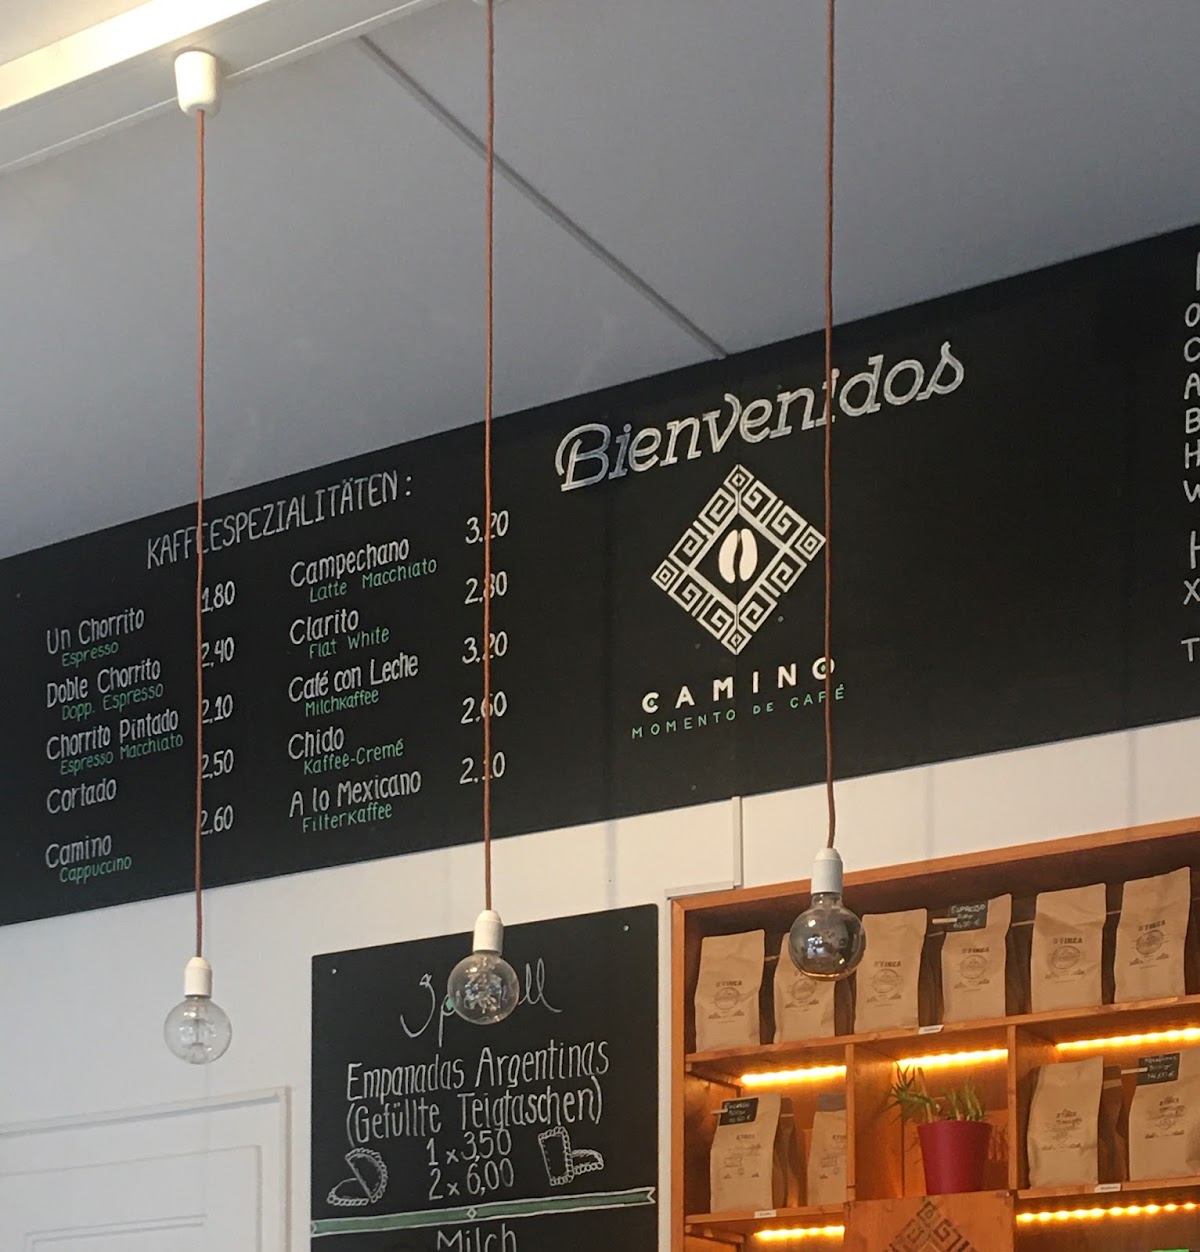 KAFFEESPEZIALITÄTEN:
Un Chorrito 1,80
Espresso
Doble Chorrito 2,40
Dopp. Espresso
Chorrito Pintado 2,10
Espresso Macchiato
Cortado 2,50
Camino 2,60
Cappuccino
Campechano 3,20
Latte Macchiato
Clarito 2,80
Flat White
Café con Leche 3,20
Milchkaffee
Chido 2,60
Kaffee-Cremé
A lo Mexicano 2,10
Filterkaffee
Bienvenidos
CAMINO
MOMENTO DE CAFÉ
Empanadas Argentinas
(Gefüllte Teigtaschen)
1 x 3,50
2 x 6,00
Milch
ESPRESSO